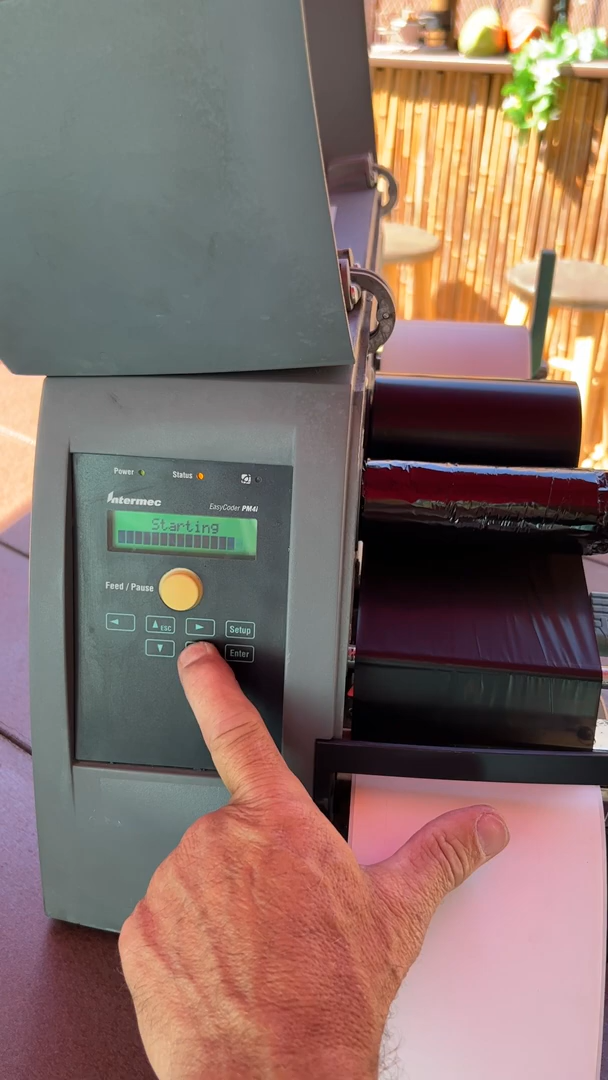 Power
Status
Intermec
EasyCoder PM4i
Starting
Feed / Pause
ESC
Setup
Enter